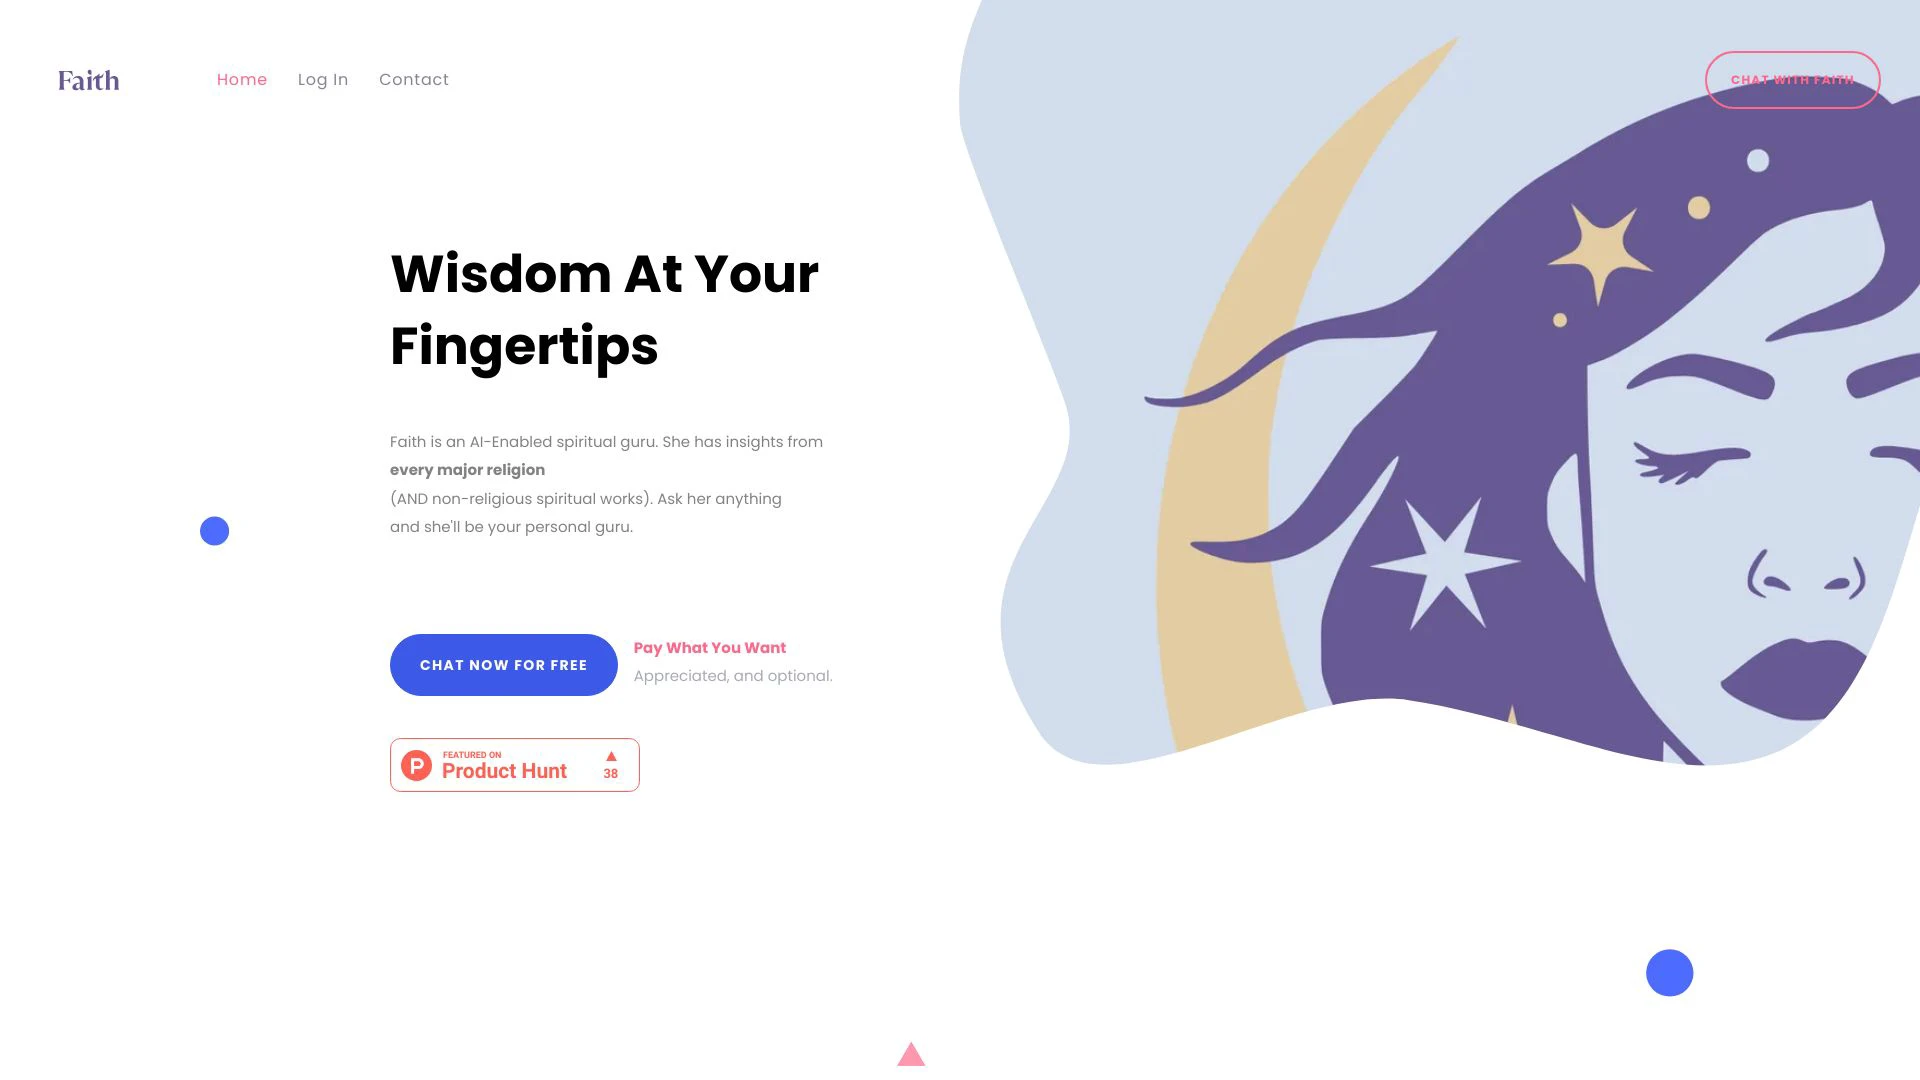 Faith
Home
Log In
Contact
CHAT WITH FAITH
Wisdom At Your
Fingertips
Faith is an AI-Enabled spiritual guru. She has insights from
every major religion
(AND non-religious spiritual works). Ask her anything
and she'll be your personal guru.
CHAT NOW FOR FREE
Pay What You Want
Appreciated, and optional.
P
FEATURED ON
Product Hunt
38